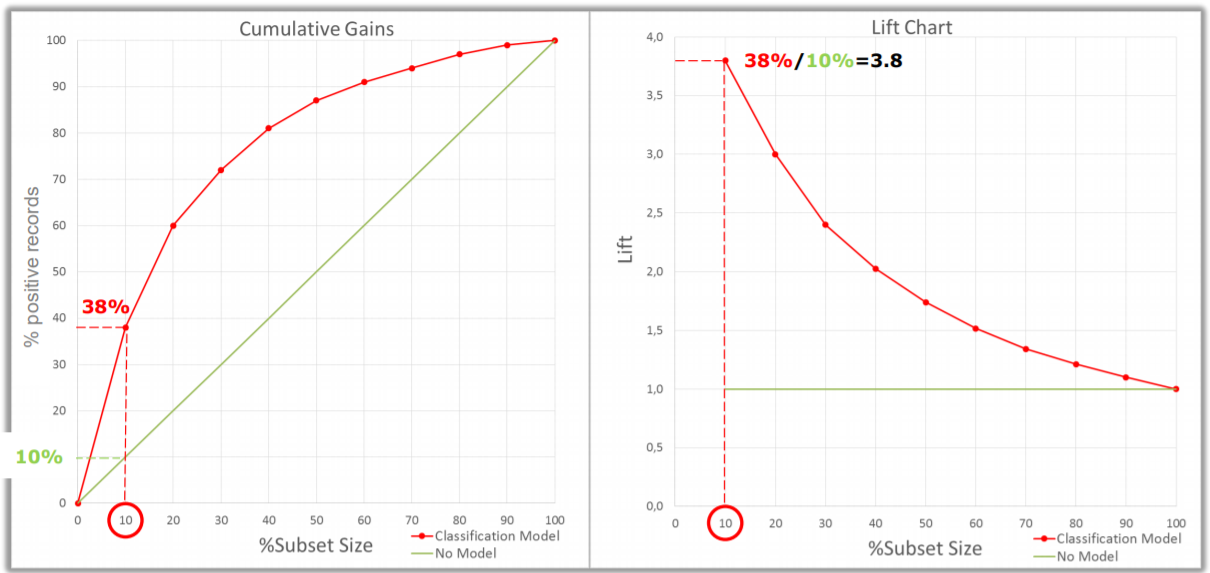 Cumulative Gains
100
90
80
70
60
50
40
30
20
0
% positive records
38%
10%
0 10 20 30 40 50 60 70 80 90 100
%Subset Size
Classification Model
No Model
Lift Chart
4,0
3,5
3,0
2,5
2,0
1,5
1,0
0,5
0,0
Lift
38%/10%=3.8
0 10 20 30 40 50 60 70 80 90 100
%Subset Size
Classification Model
No Model